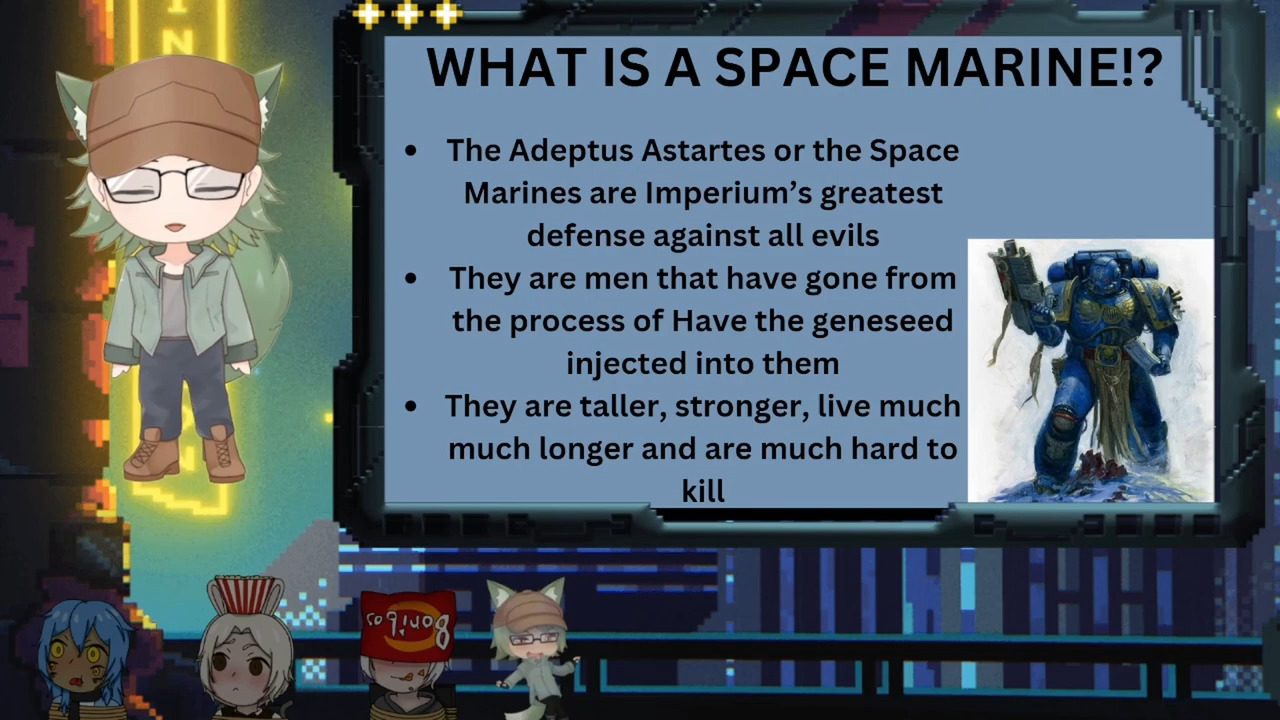 IN
WHAT IS A SPACE MARINE!?
• The Adeptus Astartes or the Space
Marines are Imperium’s greatest
defense against all evils
• They are men that have gone from
the process of Have the geneseed
injected into them
• They are taller, stronger, live much
much longer and are much hard to
kill